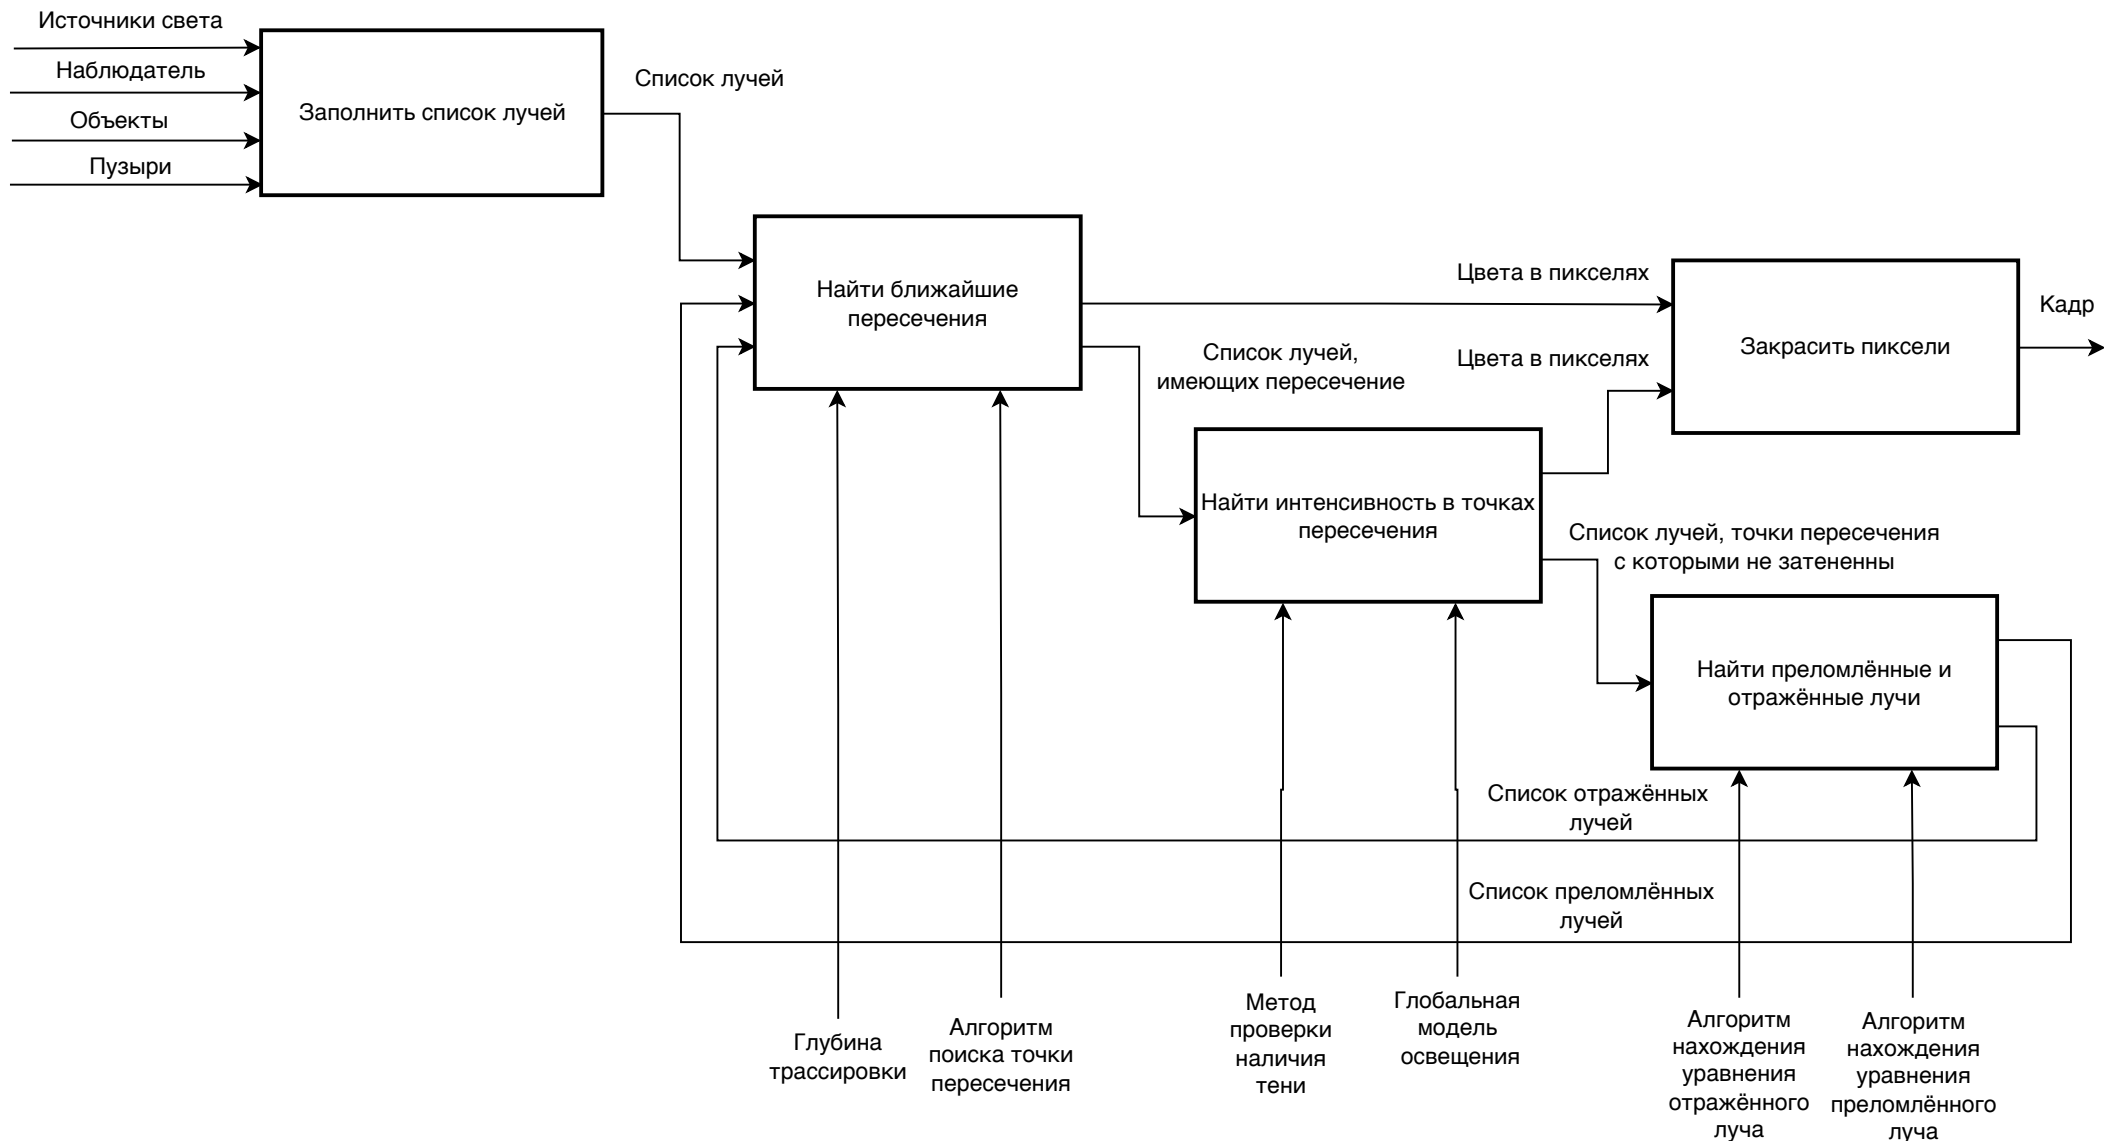 Источники света
Наблюдатель
Объекты
Пузыри
Заполнить список лучей
Список лучей
Найти ближайшие
пересечения
Цвета в пикселях
Список лучей,
имеющих пересечение
Цвета в пикселях
Закрасить пиксели
Кадр
Найти интенсивность в точках
пересечения
Список лучей, точки пересечения
с которыми не затененны
Найти преломлённые и
отражённые лучи
Список отражённых
лучей
Список преломлённых
лучей
Глубина
трассировки
Алгоритм
поиска точки
пересечения
Метод
проверки
наличия
тени
Глобальная
модель
освещения
Алгоритм
нахождения
уравнения
отражённого
луча
Алгоритм
нахождения
уравнения
преломлённого
луча